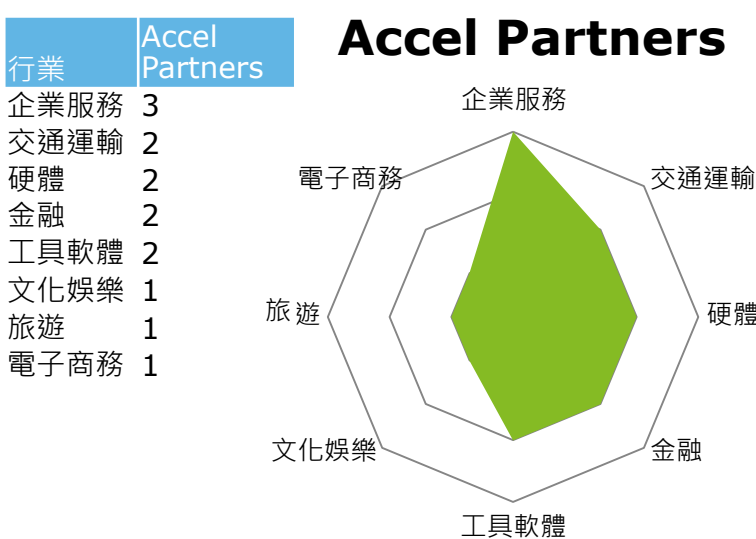 行業 Accel Partners
企業服務 3
交通運輸 2
硬體 2
金融 2
工具軟體 2
文化娛樂 1
旅遊 1
電子商務 1
Accel Partners
企業服務
交通運輸
硬體
金融
工具軟體
文化娛樂
旅遊
電子商務